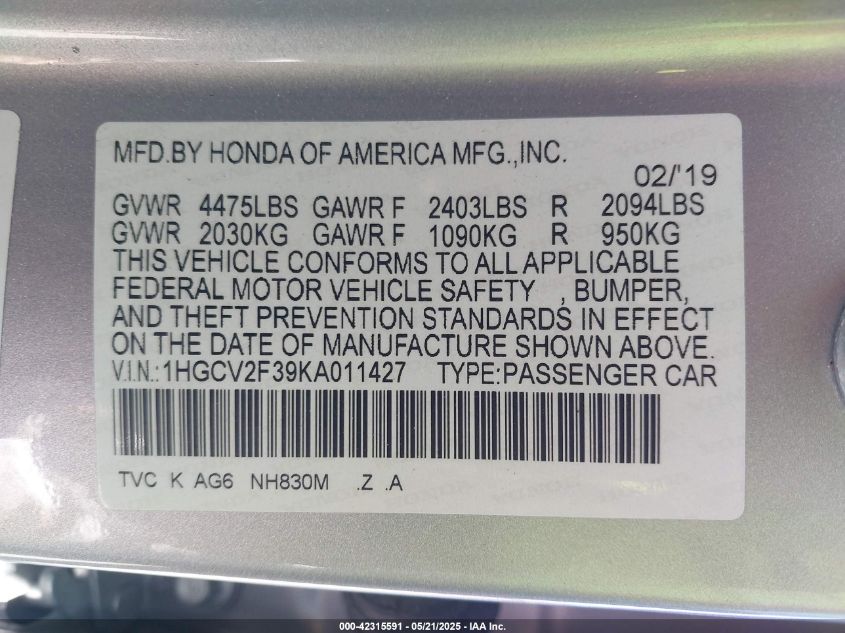 MFD.BY HONDA OF AMERICA MFG.,INC.
02/'19
GVWR 4475LBS GAWR F 2403LBS R 2094LBS
GVWR 2030KG GAWR F 1090KG R 950KG
THIS VEHICLE CONFORMS TO ALL APPLICABLE
FEDERAL MOTOR VEHICLE SAFETY , BUMPER,
AND THEFT PREVENTION STANDARDS IN EFFECT
ON THE DATE OF MANUFACTURE SHOWN ABOVE.
V.I.N.:1HGCV2F39KA011427 TYPE:PASSENGER CAR
TVC K AG6 NH830M .Z .A
000-42315591 - 05/21/2025 - IAA Inc.